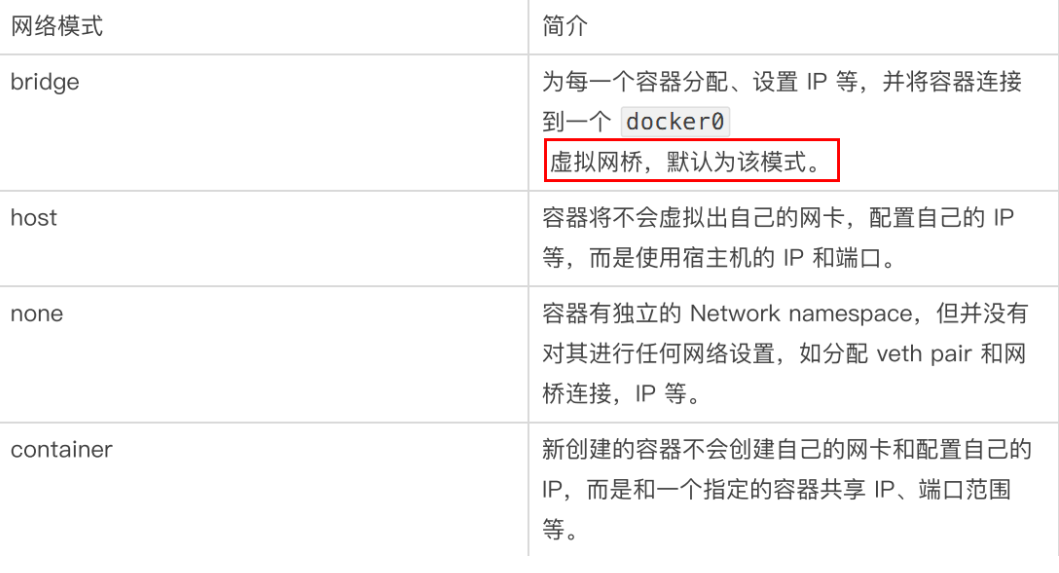 网络模式
简介
bridge
为每一个容器分配、设置 IP 等，并将容器连接
到一个 docker0
虚拟网桥，默认为该模式。
host
容器将不会虚拟出自己的网卡，配置自己的 IP
等，而是使用宿主机的 IP 和端口。
none
容器有独立的 Network namespace，但并没有
对其进行任何网络设置，如分配 veth pair 和网
桥连接，IP 等。
container
新创建的容器不会创建自己的网卡和配置自己的
IP，而是和一个指定的容器共享 IP、端口范围
等。